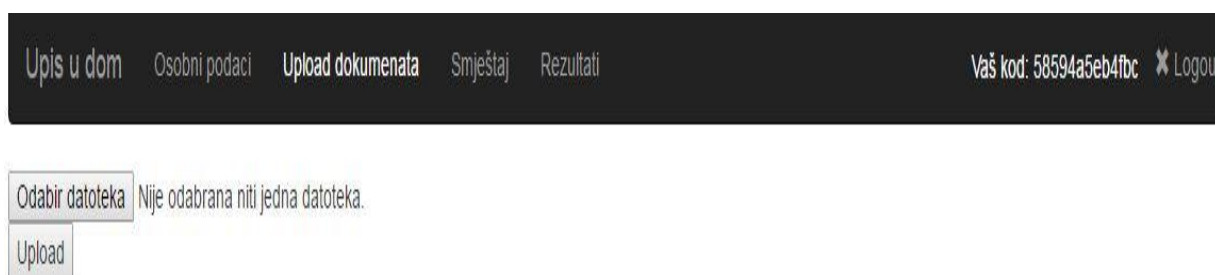 Upis u dom Osobni podaci Upload dokumenata Smještaj Rezultati Vaš kod: 58594a5eb4fbc ✖ Logou
Odabir datoteka Nije odabrana niti jedna datoteka.
Upload